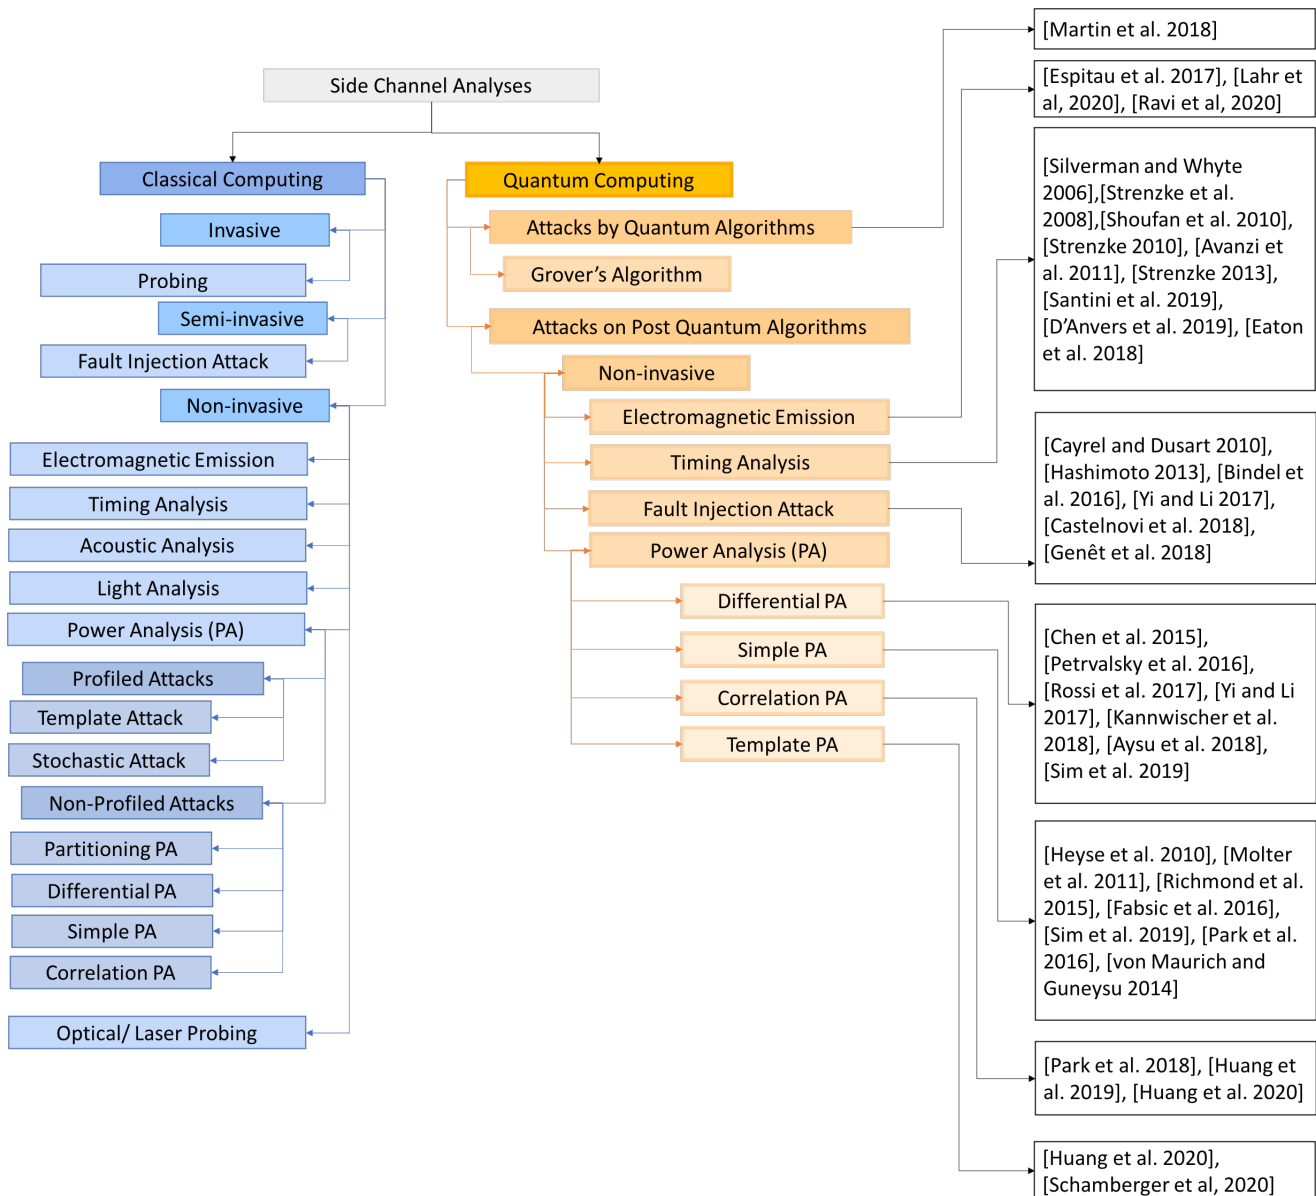 Side Channel Analyses
Classical Computing
Invasive
Probing
Semi-invasive
Fault Injection Attack
Non-invasive
Electromagnetic Emission
Timing Analysis
Acoustic Analysis
Light Analysis
Power Analysis (PA)
Profiled Attacks
Template Attack
Stochastic Attack
Non-Profiled Attacks
Partitioning PA
Differential PA
Simple PA
Correlation PA
Optical/ Laser Probing
Quantum Computing
Attacks by Quantum Algorithms
Grover’s Algorithm
Attacks on Post Quantum Algorithms
Non-invasive
Electromagnetic Emission
Timing Analysis
Fault Injection Attack
Power Analysis (PA)
Differential PA
Simple PA
Correlation PA
Template PA
[Martin et al. 2018]
[Espitau et al. 2017], [Lahr et
al, 2020], [Ravi et al, 2020]
[Silverman and Whyte
2006],[Strenzke et al.
2008],[Shoufan et al. 2010],
[Strenzke 2010], [Avanzi et
al. 2011], [Strenzke 2013],
[Santini et al. 2019],
[D’Anvers et al. 2019], [Eaton
et al. 2018]
[Cayrel and Dusart 2010],
[Hashimoto 2013], [Bindel et
al. 2016], [Yi and Li 2017],
[Castelnovi et al. 2018],
[Genêt et al. 2018]
[Chen et al. 2015],
[Petrvalsky et al. 2016],
[Rossi et al. 2017], [Yi and Li
2017], [Kannwischer et al.
2018], [Aysu et al. 2018],
[Sim et al. 2019]
[Heyse et al. 2010], [Molter
et al. 2011], [Richmond et al.
2015], [Fabsic et al. 2016],
[Sim et al. 2019], [Park et al.
2016], [von Maurich and
Guneysu 2014]
[Park et al. 2018], [Huang et
al. 2019], [Huang et al. 2020]
[Huang et al. 2020],
[Schamberger et al, 2020]